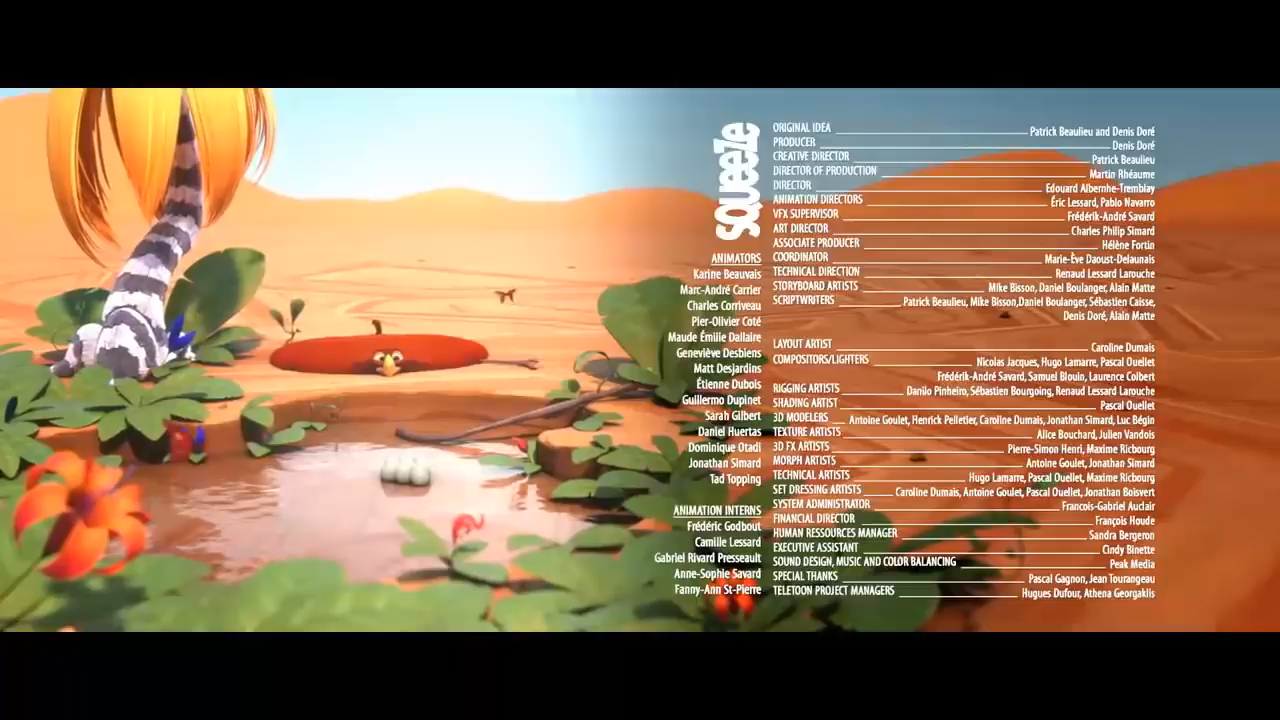 squeeze
ANIMATORS
Karine Beauvais
Marc-André Carrier
Charles Corriveau
Pier-Olivier Coté
Maude Émilie Dallaire
Geneviève Desbiens
Matt Desjardins
Étienne Dubois
Guillermo Dupinet
Sarah Gilbert
Daniel Huertas
Dominique Otadi
Jonathan Simard
Tad Topping
ANIMATION INTERNS
Frédéric Godbout
Camille Lessard
Gabriel Rivard Presseault
Anne-Sophie Savard
Fanny-Ann St-Pierre
ORIGINAL IDEA Patrick Beaulieu and Denis Doré
PRODUCER Denis Doré
CREATIVE DIRECTOR Patrick Beaulieu
DIRECTOR OF PRODUCTION Martin Rhéaume
DIRECTOR Edouard Albernhe-Tremblay
ANIMATION DIRECTORS Éric Lessard, Pablo Navarro
VFX SUPERVISOR Frédérik-André Savard
ART DIRECTOR Charles Philip Simard
ASSOCIATE PRODUCER Hélène Fortin
COORDINATOR Marie-Ève Daoust-Delaunais
TECHNICAL DIRECTION Renaud Lessard Larouche
STORYBOARD ARTISTS Mike Bisson, Daniel Boulanger, Alain Matte
SCRIPTWRITERS Patrick Beaulieu, Mike Bisson,Daniel Boulanger, Sébastien Caisse,
Denis Doré, Alain Matte
LAYOUT ARTIST Caroline Dumais
COMPOSITORS/LIGHTERS Nicolas Jacques, Hugo Lamarre, Pascal Ouellet
Frédérik-André Savard, Samuel Blouin, Laurence Colbert
RIGGING ARTISTS Danilo Pinheiro, Sébastien Bourgoing, Renaud Lessard Larouche
SHADING ARTIST Pascal Ouellet
3D MODELERS Antoine Goulet, Henrick Pelletier, Caroline Dumais, Jonathan Simard, Luc Bégin
TEXTURE ARTISTS Alice Bouchard, Julien Vandois
3D FX ARTISTS Pierre-Simon Henri, Maxime Ricbourg
MORPH ARTISTS Antoine Goulet, Jonathan Simard
TECHNICAL ARTISTS Hugo Lamarre, Pascal Ouellet, Maxime Ricbourg
SET DRESSING ARTISTS Caroline Dumais, Antoine Goulet, Pascal Ouellet, Jonathan Boisvert
SYSTEM ADMINISTRATOR Francois-Gabriel Auclair
FINANCIAL DIRECTOR François Houde
HUMAN RESSOURCES MANAGER Sandra Bergeron
EXECUTIVE ASSISTANT Cindy Binette
SOUND DESIGN, MUSIC AND COLOR BALANCING Peak Media
SPECIAL THANKS Pascal Gagnon, Jean Tourangeau
TELETOON PROJECT MANAGERS Hugues Dufour, Athena Georgaklis